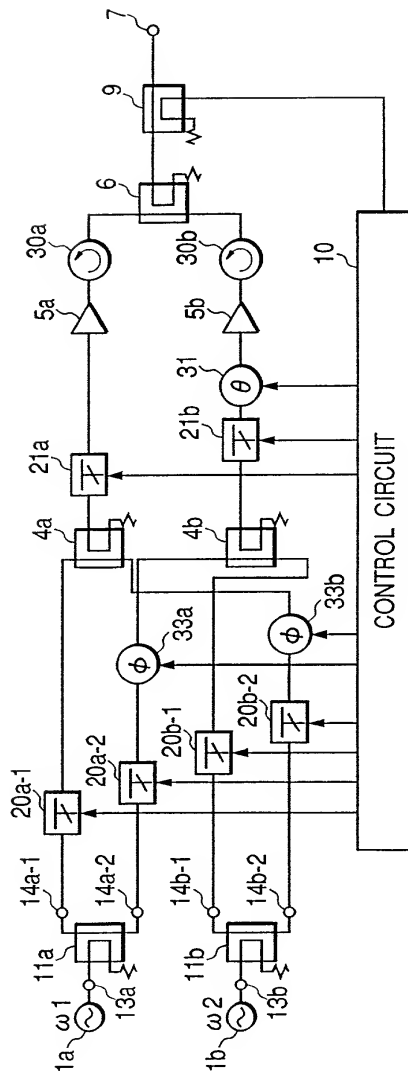 7
9
6
30a
30b
10
5a
5b
31
θ
21a
21b
4a
4b
33a
ϕ
33b
ϕ
20a-1
20a-2
20b-1
20b-2
14a-1
14a-2
14b-1
14b-2
11a
11b
ω1
ω2
13a
13b
1a
1b
CONTROL CIRCUIT